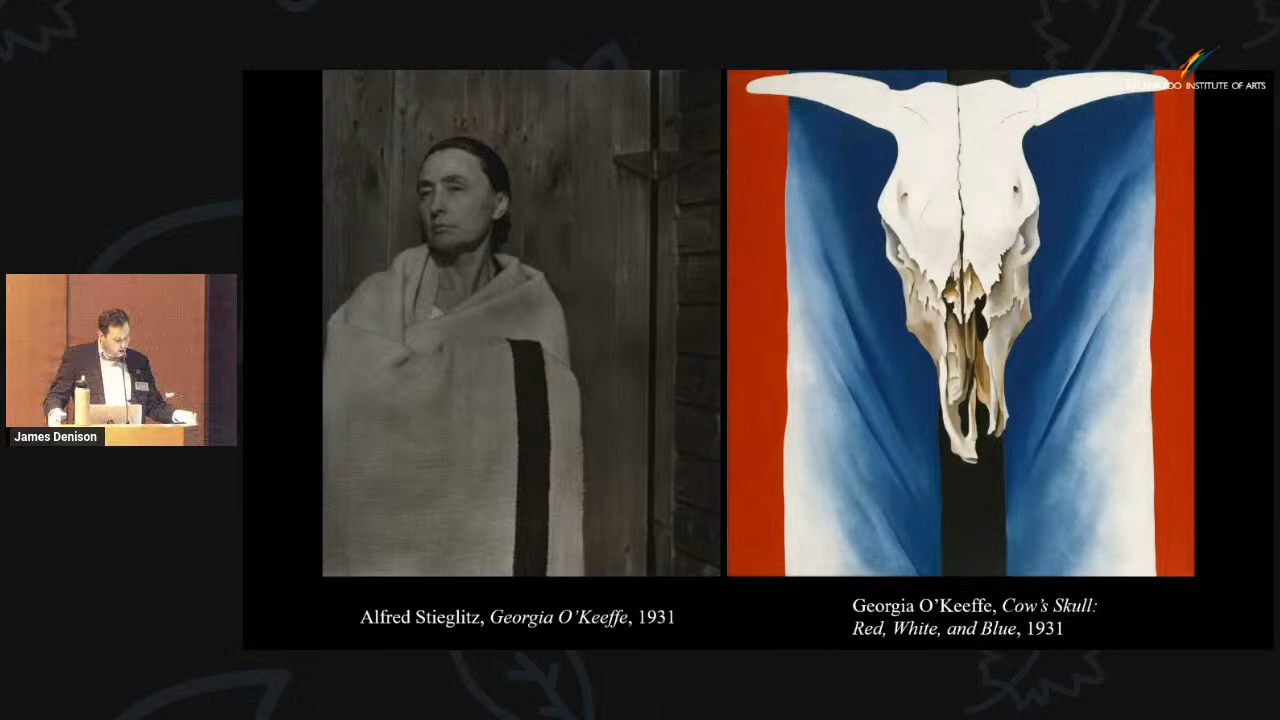 KALAMAZOO INSTITUTE OF ARTS
James Denison
Alfred Stieglitz, Georgia O'Keeffe, 1931
Georgia O'Keeffe, Cow's Skull:
Red, White, and Blue, 1931